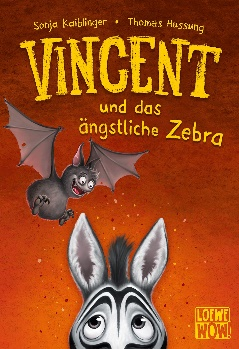 Sonja Kaiblinger • Thomas Hussung
VINCENT
und das
ängstliche Zebra
LOEWE
WOW!